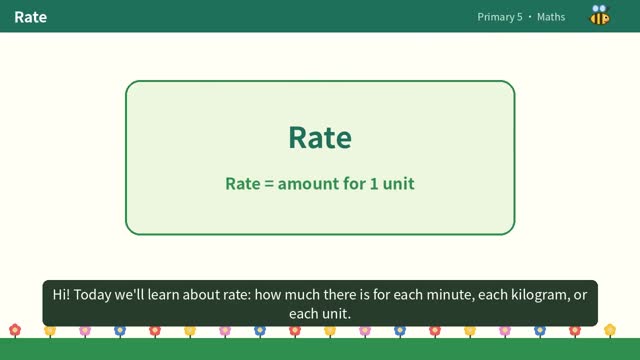 Rate
Primary 5 • Maths
Rate
Rate = amount for 1 unit
Hi! Today we'll learn about rate: how much there is for each minute, each kilogram, or
each unit.